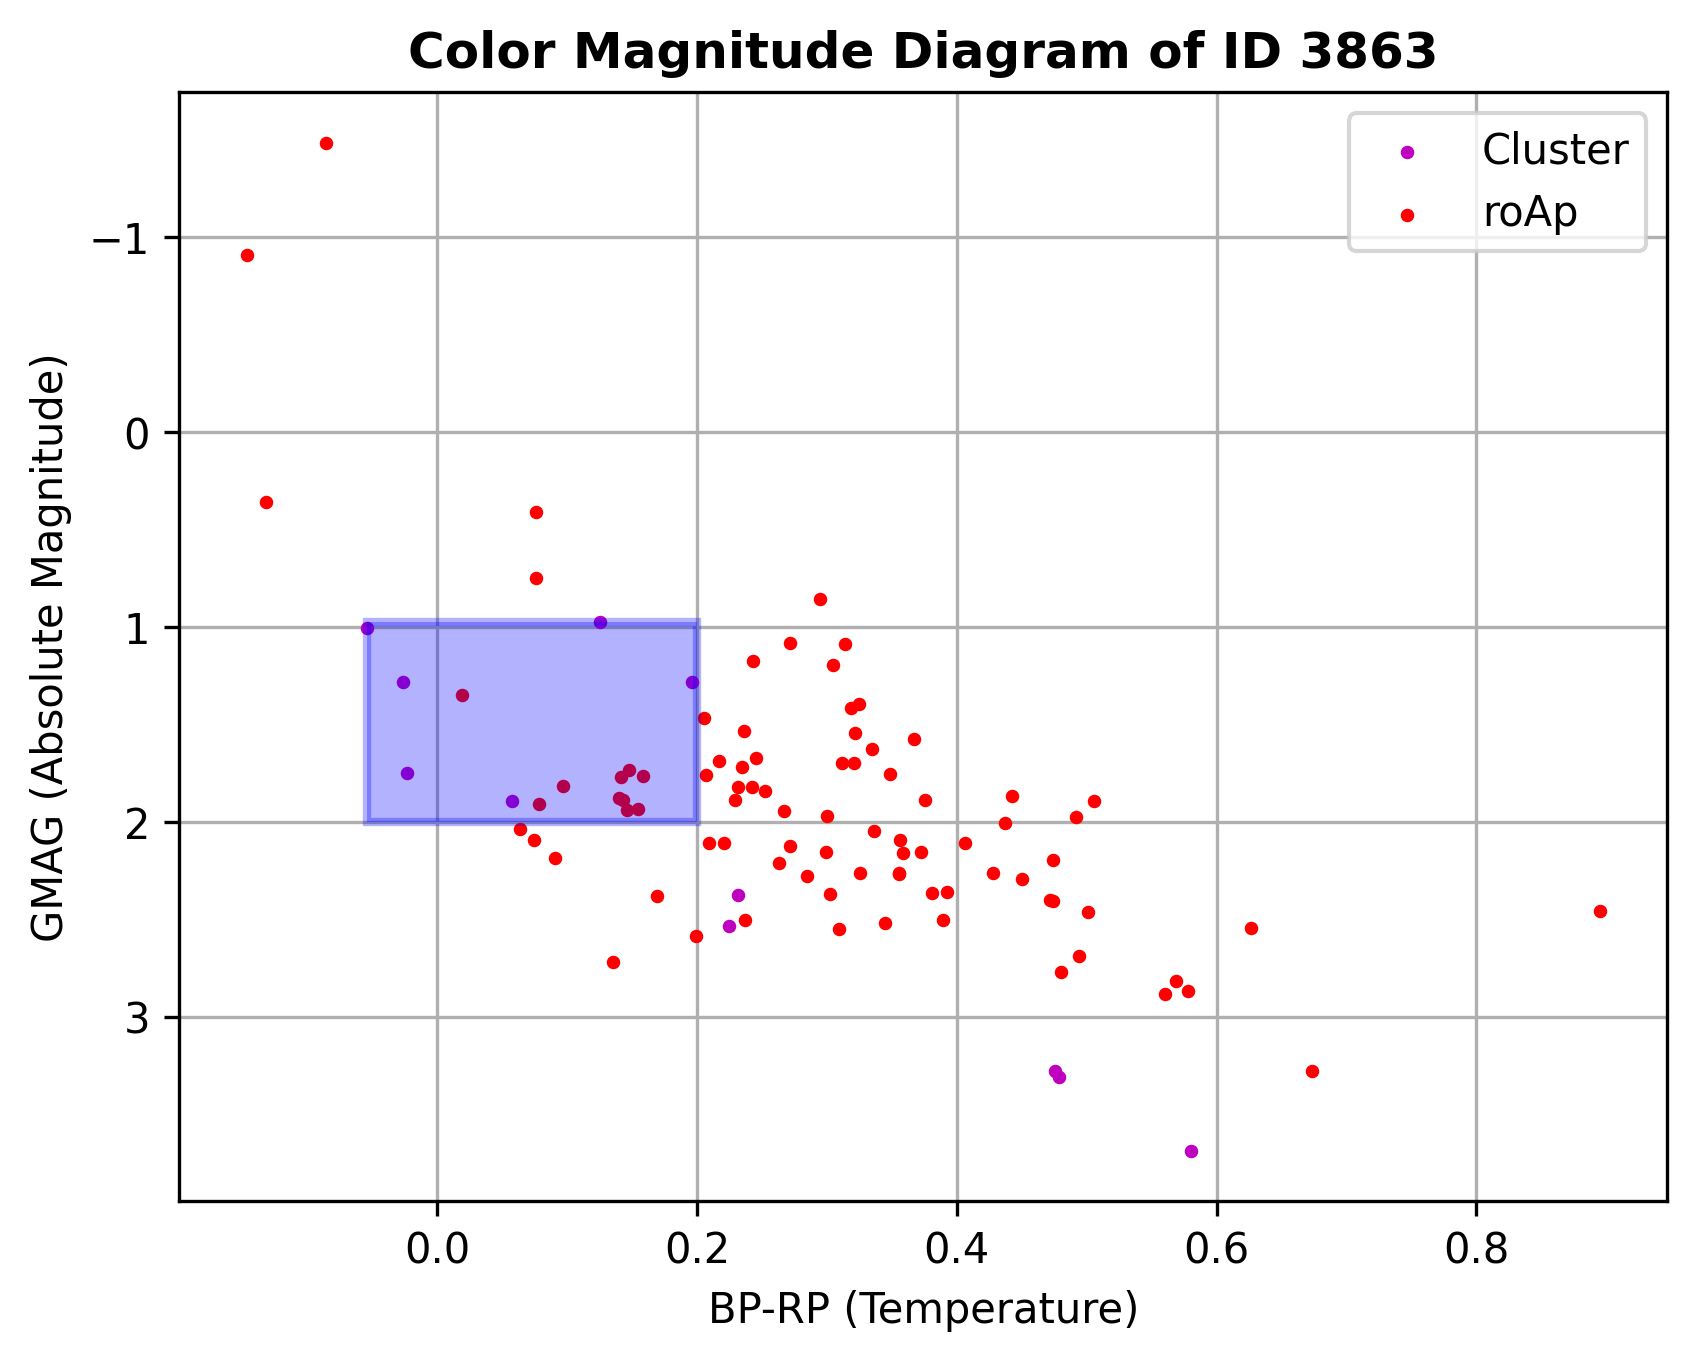 Color Magnitude Diagram of ID 3863
Cluster
roAp
GMAG (Absolute Magnitude)
−1
0
1
2
3
0.0 0.2 0.4 0.6 0.8
BP-RP (Temperature)